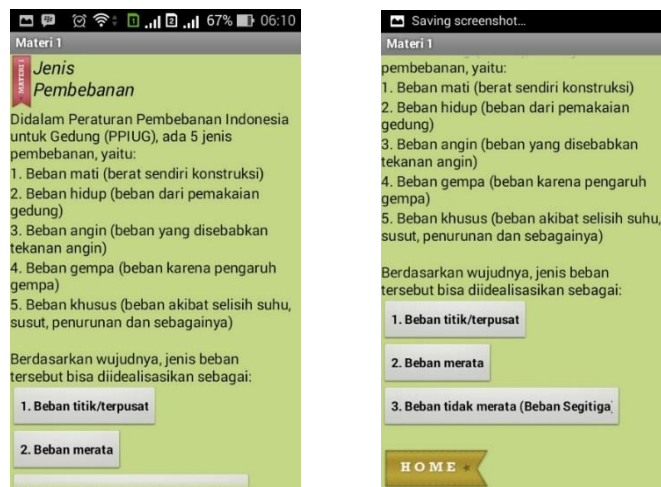 67% 06:10
Materi 1
MATERI 1
Jenis
Pembebanan
Didalam Peraturan Pembebanan Indonesia
untuk Gedung (PPIUG), ada 5 jenis
pembebanan, yaitu:
1. Beban mati (berat sendiri konstruksi)
2. Beban hidup (beban dari pemakaian
gedung)
3. Beban angin (beban yang disebabkan
tekanan angin)
4. Beban gempa (beban karena pengaruh
gempa)
5. Beban khusus (beban akibat selisih suhu,
susut, penurunan dan sebagainya)
Berdasarkan wujudnya, jenis beban
tersebut bisa diidealisasikan sebagai:
1. Beban titik/terpusat
2. Beban merata
Saving screenshot...
Materi 1
pembebanan, yaitu:
1. Beban mati (berat sendiri konstruksi)
2. Beban hidup (beban dari pemakaian
gedung)
3. Beban angin (beban yang disebabkan
tekanan angin)
4. Beban gempa (beban karena pengaruh
gempa)
5. Beban khusus (beban akibat selisih suhu,
susut, penurunan dan sebagainya)
Berdasarkan wujudnya, jenis beban
tersebut bisa diidealisasikan sebagai:
1. Beban titik/terpusat
2. Beban merata
3. Beban tidak merata (Beban Segitiga)
HOME